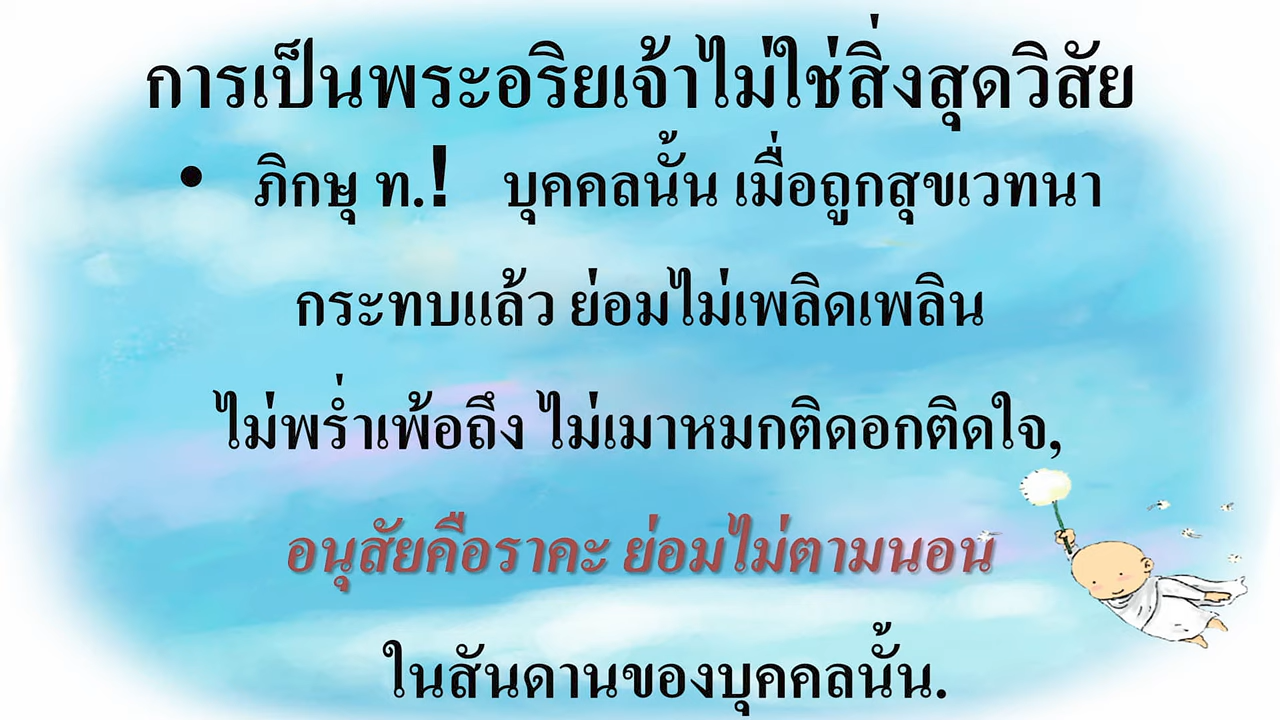 การเป็นพระอริยเจ้าไม่ใช่สิ่งสุดวิสัย
• ภิกษุ ท.! บุคคลนั้น เมื่อถูกสุขเวทนา
กระทบแล้ว ย่อมไม่เพลิดเพลิน
ไม่พร่ำเพ้อถึง ไม่เมาหมกติดอกติดใจ,
อนุสัยคือราคะ ย่อมไม่ตามนอน
ในสันดานของบุคคลนั้น.